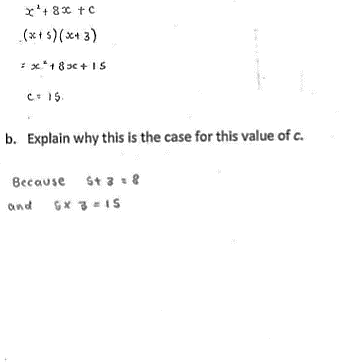 x² + 8x + c
(x+5)(x+3)
= x² + 8x + 15
c = 15.
b. Explain why this is the case for this value of c.
Because 5+3 = 8
and 5×3 = 15